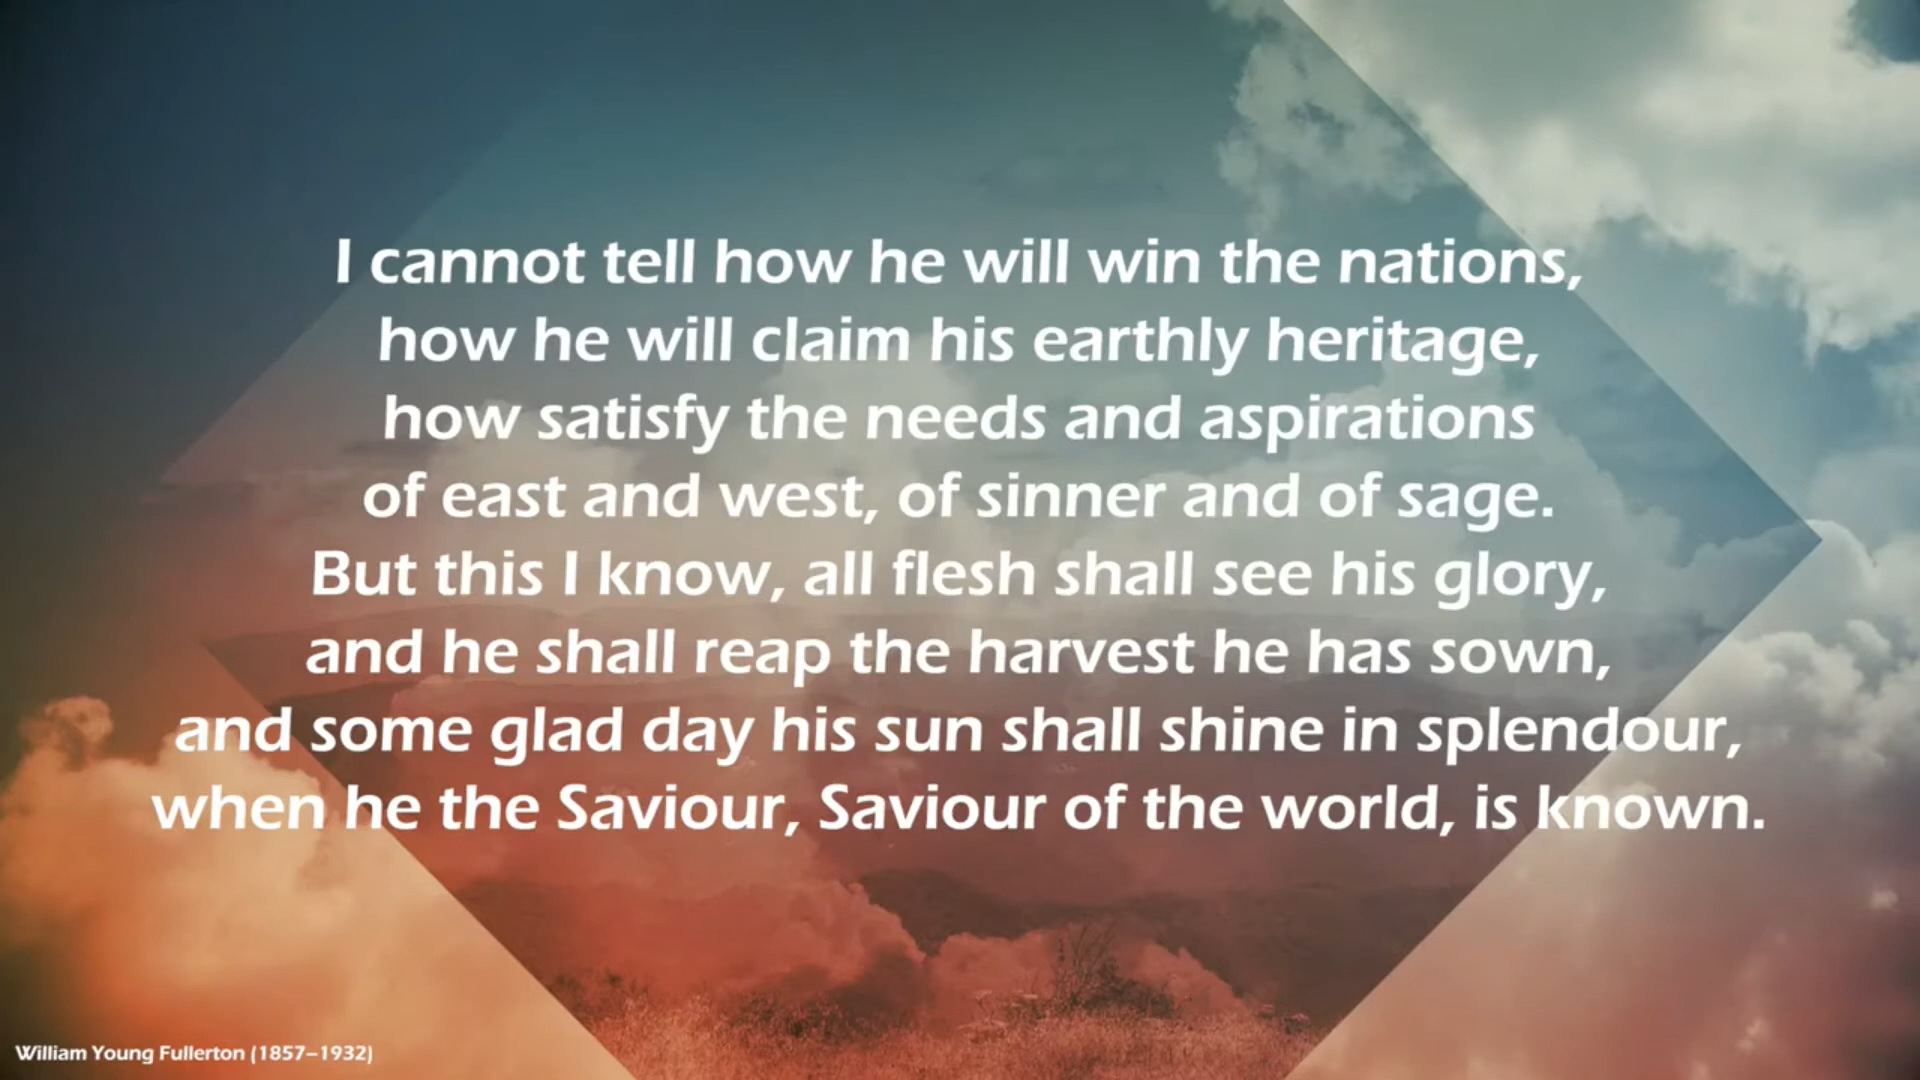 I cannot tell how he will win the nations,
how he will claim his earthly heritage,
how satisfy the needs and aspirations
of east and west, of sinner and of sage.
But this I know, all flesh shall see his glory,
and he shall reap the harvest he has sown,
and some glad day his sun shall shine in splendour,
when he the Saviour, Saviour of the world, is known.
William Young Fullerton (1857–1932)